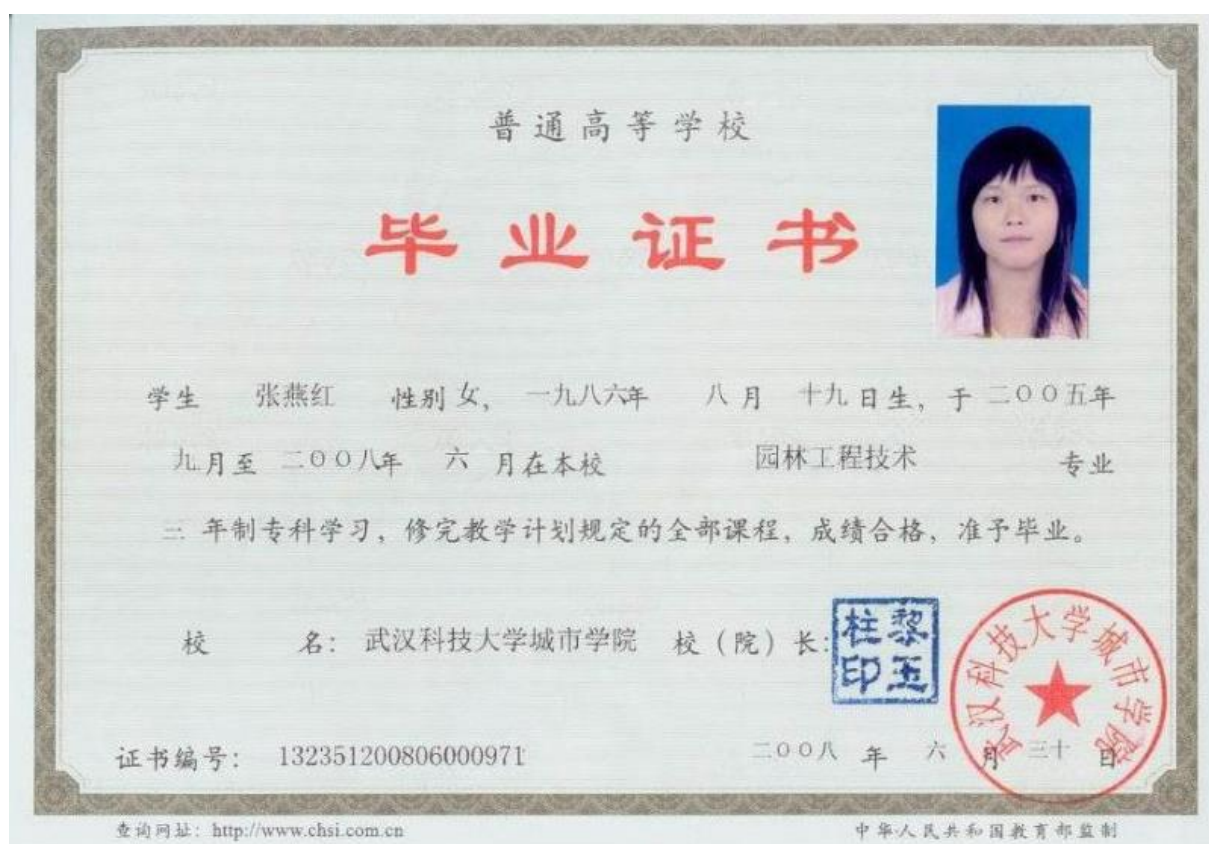 普通高等学校
毕业证书
学生 张燕红 性别 女, 一九八六年 八月 十九日生, 于 二００五年
九月至 二００八年 六 月在本校 园林工程技术 专业
三 年制专科学习, 修完教学计划规定的全部课程, 成绩合格, 准予毕业。
校 名: 武汉科技大学城市学院 校 (院) 长:
黎玉柱印
武汉科技大学城市学院
证书编号: 132351200806000971
二００八 年 六 月 三十 日
查询网址: http://www.chsi.com.cn
中华人民共和国教育部监制